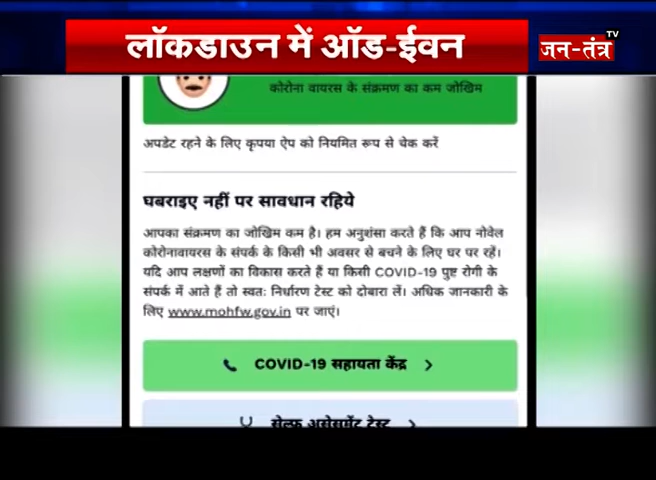 लॉकडाउन में ऑड-ईवन
जन-तंत्र TV
कोरोना वायरस के संक्रमण का कम जोखिम
अपडेट रहने के लिए कृपया ऐप को नियमित रूप से चेक करें
घबराइए नहीं पर सावधान रहिये
आपका संक्रमण का जोखिम कम है। हम अनुशंसा करते हैं कि आप नोवेल
कोरोनावायरस के संपर्क के किसी भी अवसर से बचने के लिए घर पर रहें।
यदि आप लक्षणों का विकास करते हैं या किसी COVID-19 पुष्ट रोगी के
संपर्क में आते हैं तो स्वतः निर्धारण टेस्ट को दोबारा लें। अधिक जानकारी के
लिए www.mohfw.gov.in पर जाएं।
COVID-19 सहायता केंद्र
सेल्फ असेसमेंट टेस्ट